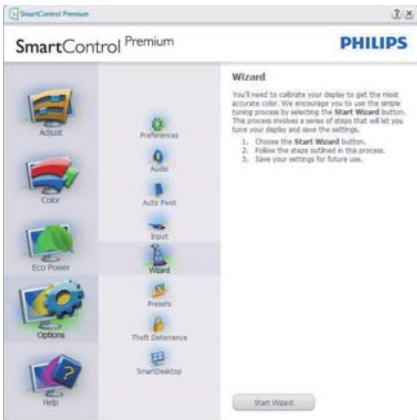 SmartControl Premium
SmartControl Premium
PHILIPS
Adjust
Color
Eco Power
Options
Help
Preferences
Audio
Auto Pivot
Input
Wizard
Presets
Theft Deterrence
SmartDesktop
Wizard
You'll need to calibrate your display to get the most
accurate color. We encourage you to use the simple
tuning process by selecting the Start Wizard button.
This process involves a series of steps that will let you
tune your display and save the settings.
1. Choose the Start Wizard button.
2. Follow the steps outlined in this process.
3. Save your settings for future use.
Start Wizard